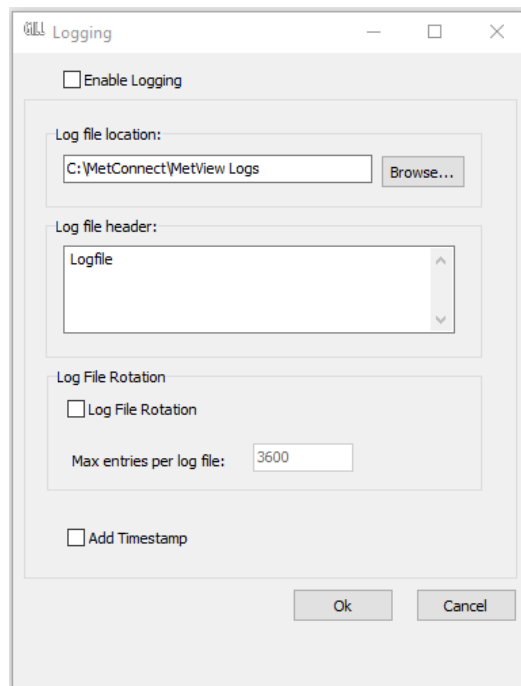 GILL Logging
Enable Logging
Log file location:
C:\MetConnect\MetView Logs
Browse...
Log file header:
Logfile
Log File Rotation
Log File Rotation
Max entries per log file:
3600
Add Timestamp
Ok
Cancel